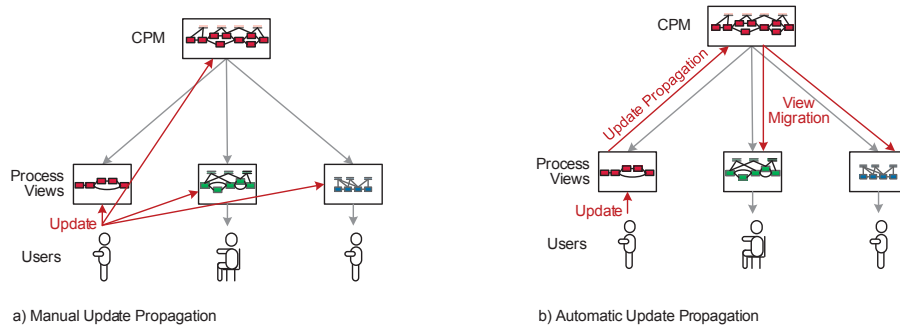 CPM
Process
Views
Update
Users
a) Manual Update Propagation
CPM
Update Propagation
View
Migration
Process
Views
Update
Users
b) Automatic Update Propagation